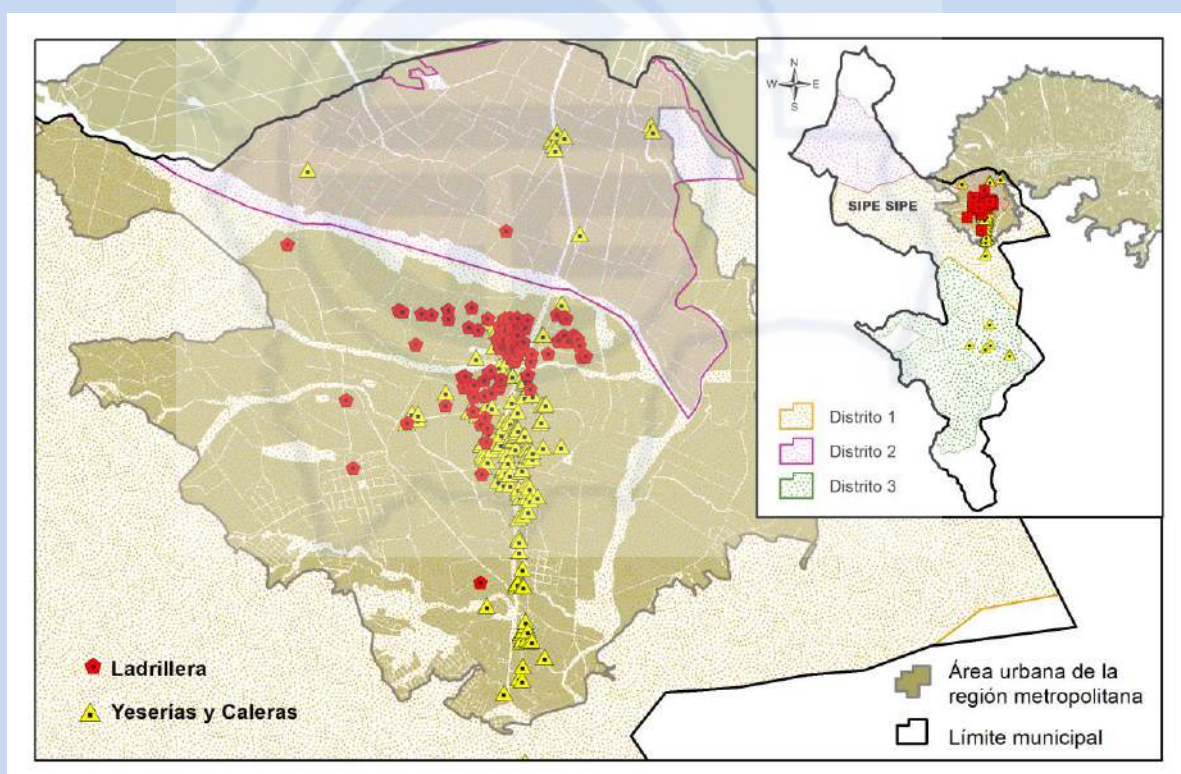 N
W E
S
SIPE SIPE
Distrito 1
Distrito 2
Distrito 3
Ladrillera
Yeserías y Caleras
Área urbana de la
región metropolitana
Límite municipal